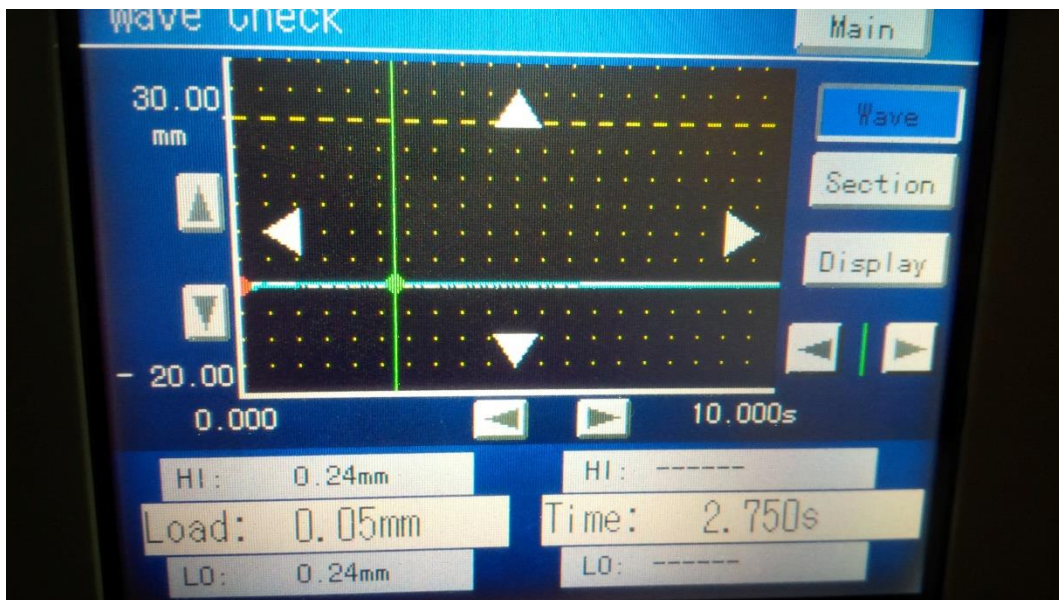 Wave Check
Main
30.00
mm
Wave
Section
Display
- 20.00
0.000
10.000s
HI: 0.24mm
HI: ------
Load: 0.05mm
Time: 2.750s
LO: 0.24mm
LO: ------